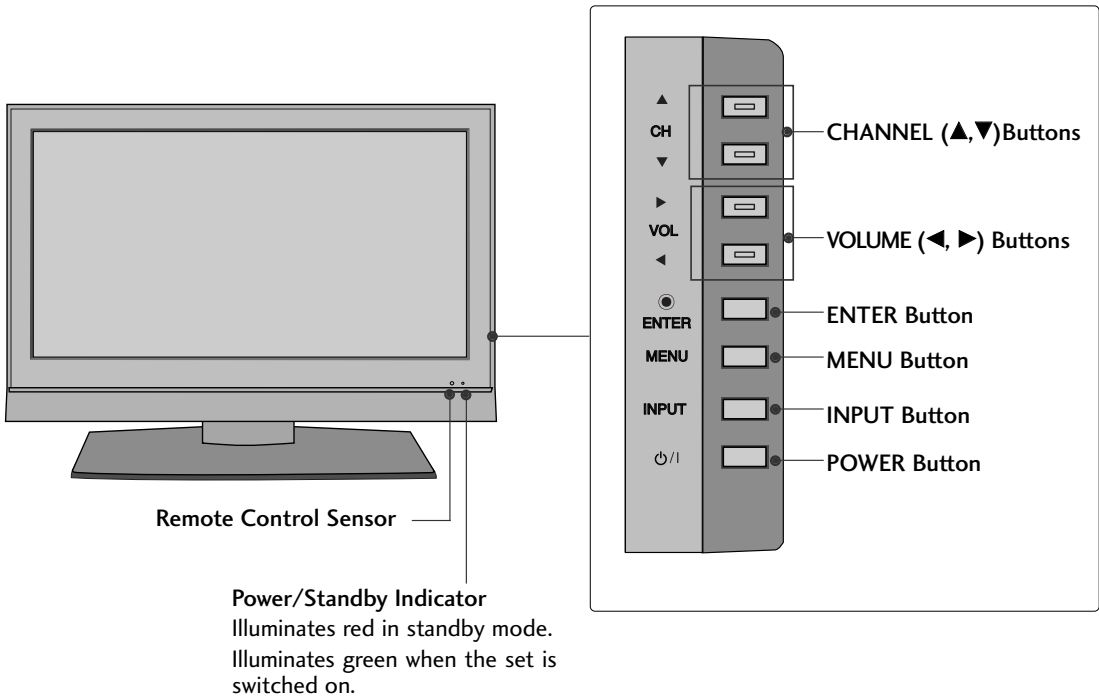 ▲
CH
▼
▶
VOL
◀
ENTER
MENU
INPUT
⏻/I
CHANNEL (▲,▼)Buttons
VOLUME (◀, ▶) Buttons
ENTER Button
MENU Button
INPUT Button
POWER Button
Remote Control Sensor
Power/Standby Indicator
Illuminates red in standby mode.
Illuminates green when the set is
switched on.